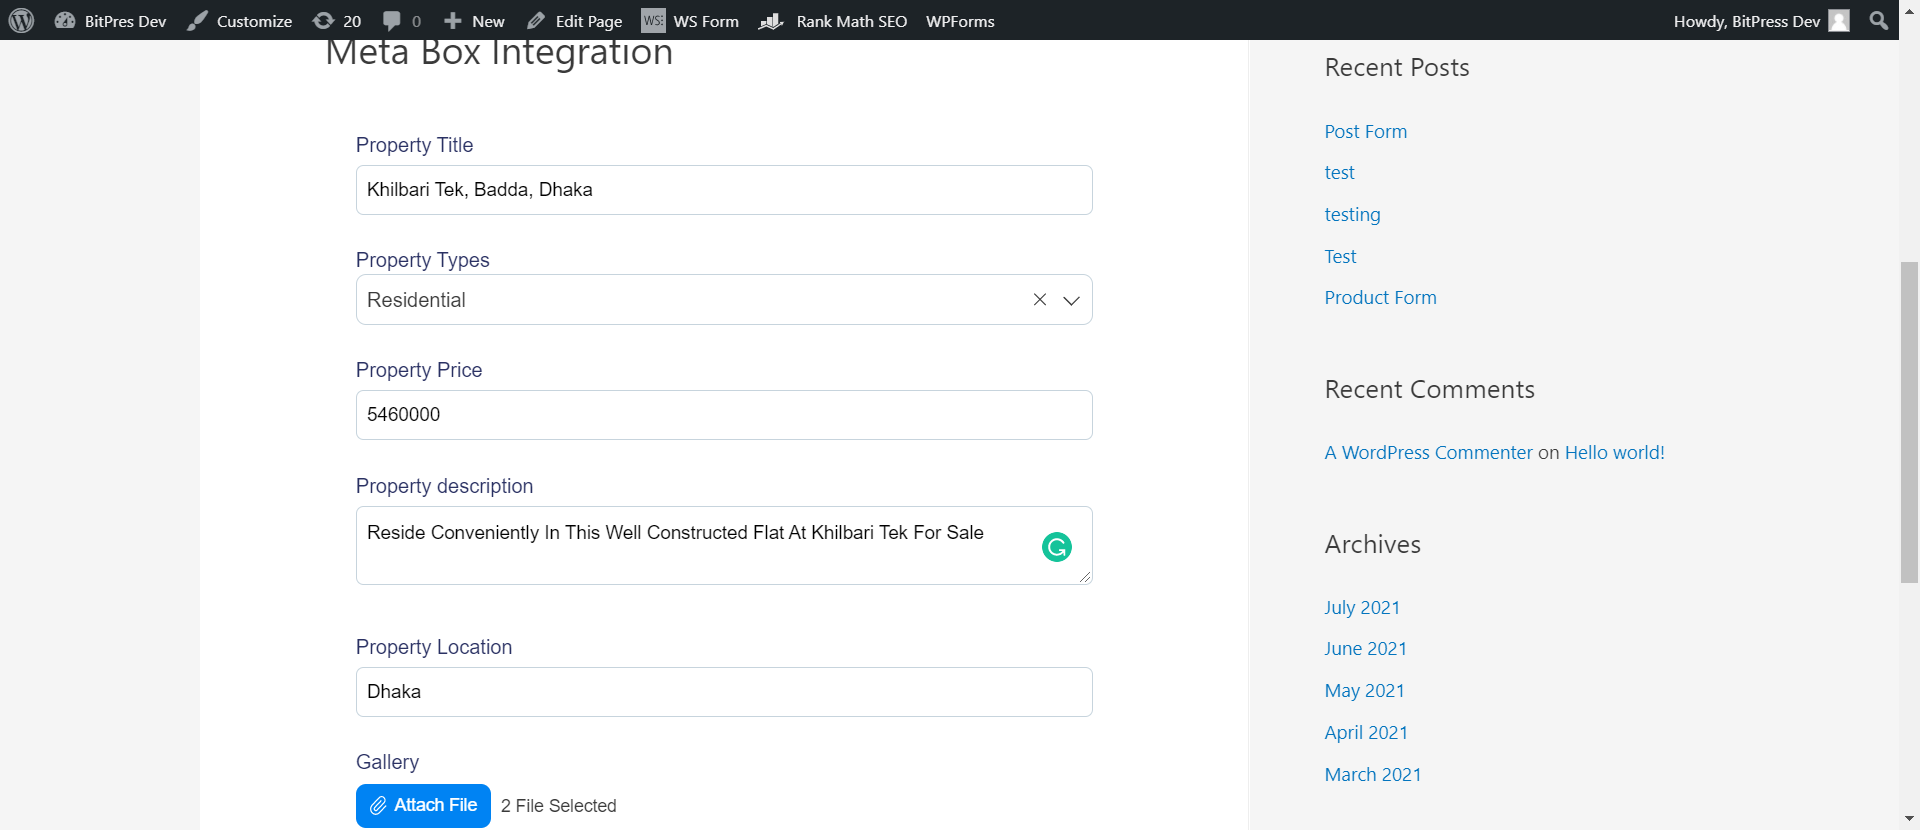 BitPres Dev Customize 20 0 New Edit Page WS Form Rank Math SEO WPForms Howdy, BitPress Dev
Meta Box Integration
Property Title
Khilbari Tek, Badda, Dhaka
Property Types
Residential
Property Price
5460000
Property description
Reside Conveniently In This Well Constructed Flat At Khilbari Tek For Sale
Property Location
Dhaka
Gallery
Attach File 2 File Selected
Recent Posts
Post Form
test
testing
Test
Product Form
Recent Comments
A WordPress Commenter on Hello world!
Archives
July 2021
June 2021
May 2021
April 2021
March 2021